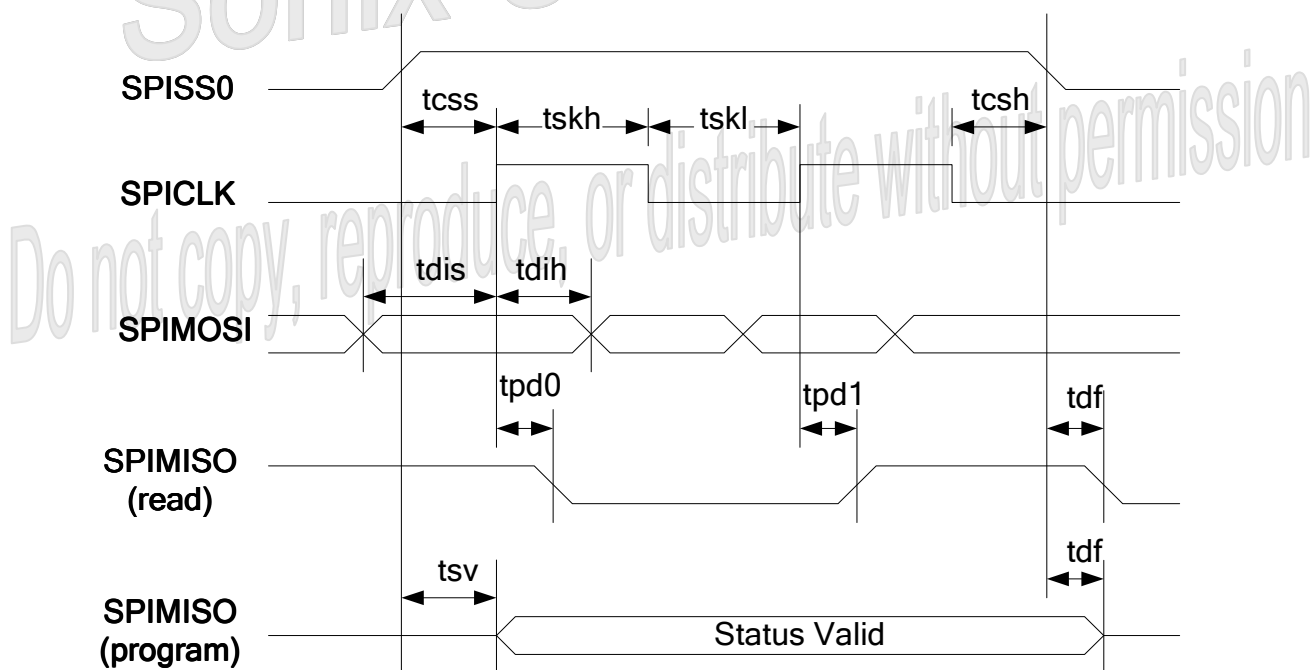 Sonix
SPISS0
tcss
tskh
tskl
tcsh
SPICLK
Do not copy, reproduce, or distribute without permission
tdis
tdih
SPIMOSI
tpd0
tpd1
tdf
SPIMISO
(read)
tsv
tdf
SPIMISO
(program)
Status Valid